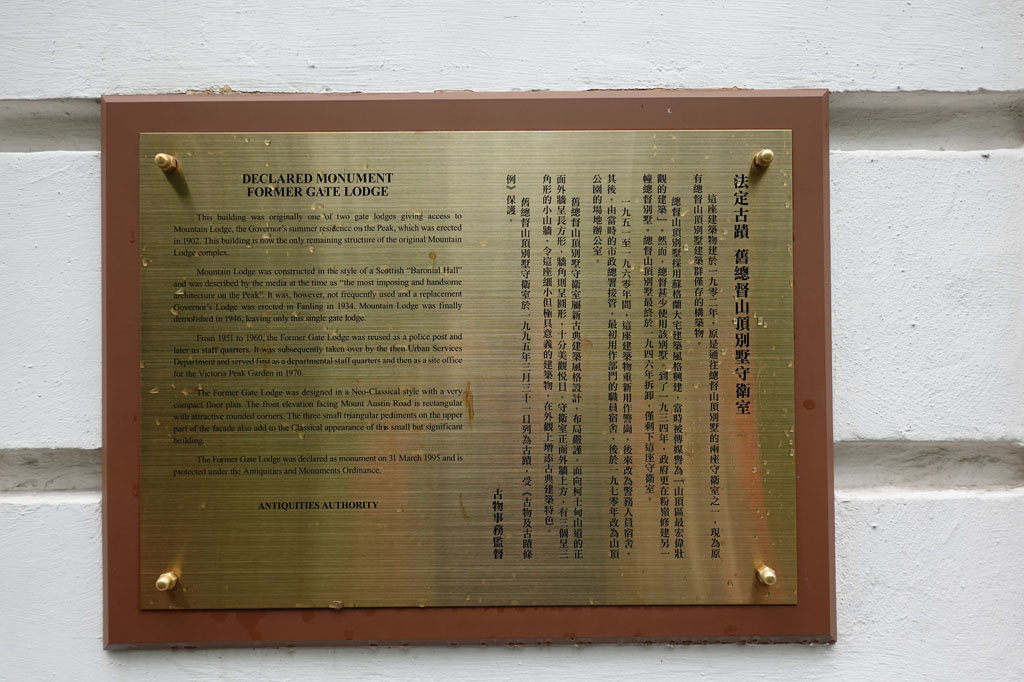 DECLARED MONUMENT
FORMER GATE LODGE
This building was originally one of two gate lodges giving access to
Mountain Lodge, the Governor's summer residence on the Peak, which was erected
in 1902. This building is now the only remaining structure of the original Mountain
Lodge complex.
Mountain Lodge was constructed in the style of a Scottish "Baronial Hall"
and was described by the media at the time as "the most imposing and handsome
architecture on the Peak". It was, however, not frequently used and a replacement
Governor's Lodge was erected in Fanling in 1934. Mountain Lodge was finally
demolished in 1946, leaving only this single gate lodge.
From 1951 to 1960, the Former Gate Lodge was reused as a police post and
later as staff quarters. It was subsequently taken over by the then Urban Services
Department and served first as a departmental staff quarters and then as a site office
for the Victoria Peak Garden in 1970.
The Former Gate Lodge was designed in a Neo-Classical style with a very
compact floor plan. The front elevation facing Mount Austin Road is rectangular
with attractive rounded corners. The three small triangular pediments on the upper
part of the facade also add to the Classical appearance of this small but significant
building.
The Former Gate Lodge was declared as monument on 31 March 1995 and is
protected under the Antiquities and Monuments Ordinance.
ANTIQUITIES AUTHORITY
法定古蹟 舊總督山頂別墅守衛室
這座建築物建於一九零二年，原是通往總督山頂別墅的兩座守衛室之一，現為原
有總督山頂別墅建築群僅存的構築物。
總督山頂別墅採用蘇格蘭大宅建築風格興建，當時被傳媒譽為「山頂區最宏偉壯
觀的建築」。然而，總督甚少使用該別墅，到了一九三四年，政府更在粉嶺修建另一
幢總督別墅。總督山頂別墅最終於一九四六年拆卸，僅剩下這座守衛室。
一九五一至一九六零年間，這座建築物重新用作警崗，後來改為警務人員宿舍。
其後，由當時的市政總署接管，最初用作部門的職員宿舍，後於一九七零年改為山頂
公園的場地辦公室。
舊總督山頂別墅守衛室屬新古典建築風格設計，布局嚴謹，面向柯士甸山道的正
面外牆呈長方形，牆角則呈圓形，十分美觀悅目。守衛室正面外牆上方，有三個呈三
角形的小山牆，令這座細小但極具意義的建築物，在外觀上增添古典建築特色。
舊總督山頂別墅守衛室於一九九五年三月三十一日列為古蹟，受《古物及古蹟條
例》保護。
古物事務監督